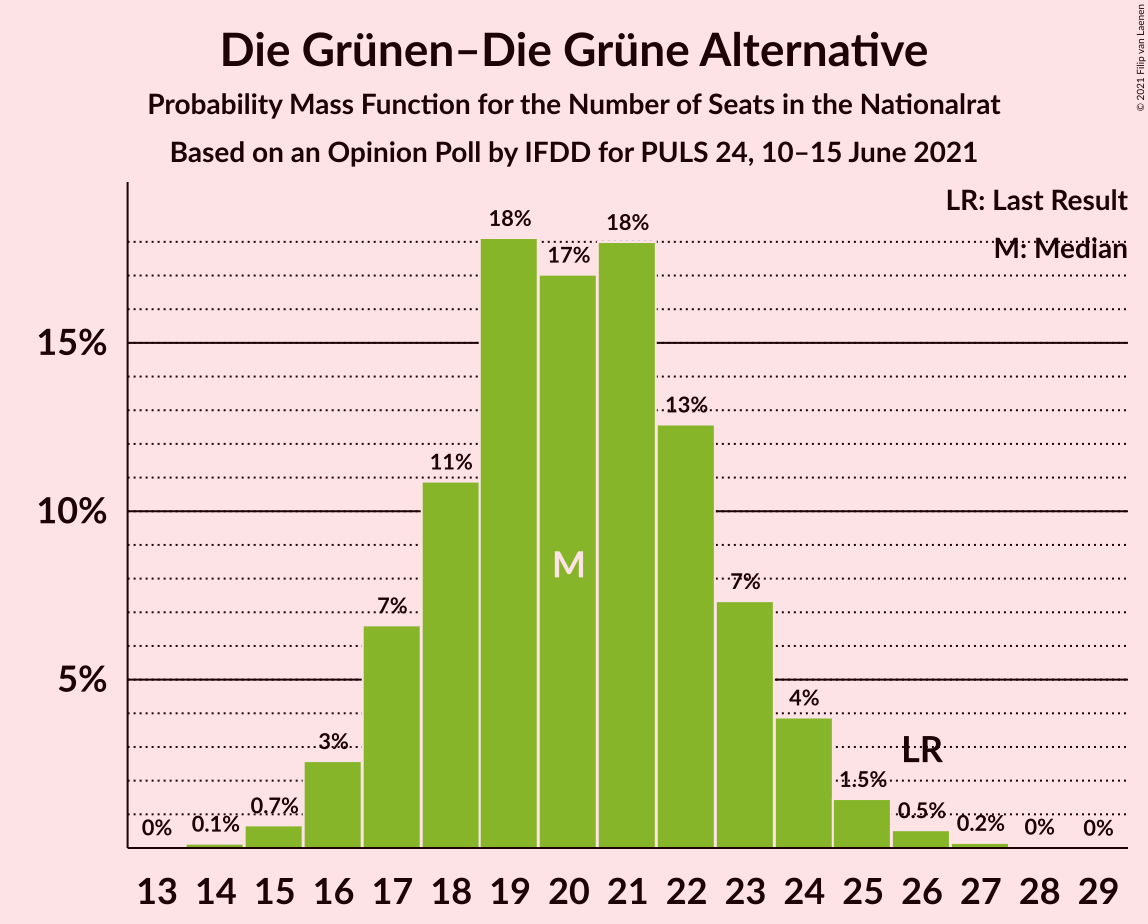 Die Grünen–Die Grüne Alternative
Probability Mass Function for the Number of Seats in the Nationalrat
Based on an Opinion Poll by IFDD for PULS 24, 10–15 June 2021
© 2021 Filip van Laenen
LR: Last Result
M: Median
15%
10%
5%
0%
0.1%
0.7%
3%
7%
11%
18%
17%
18%
13%
7%
4%
1.5%
0.5%
0.2%
0%
0%
M
LR
13 14 15 16 17 18 19 20 21 22 23 24 25 26 27 28 29